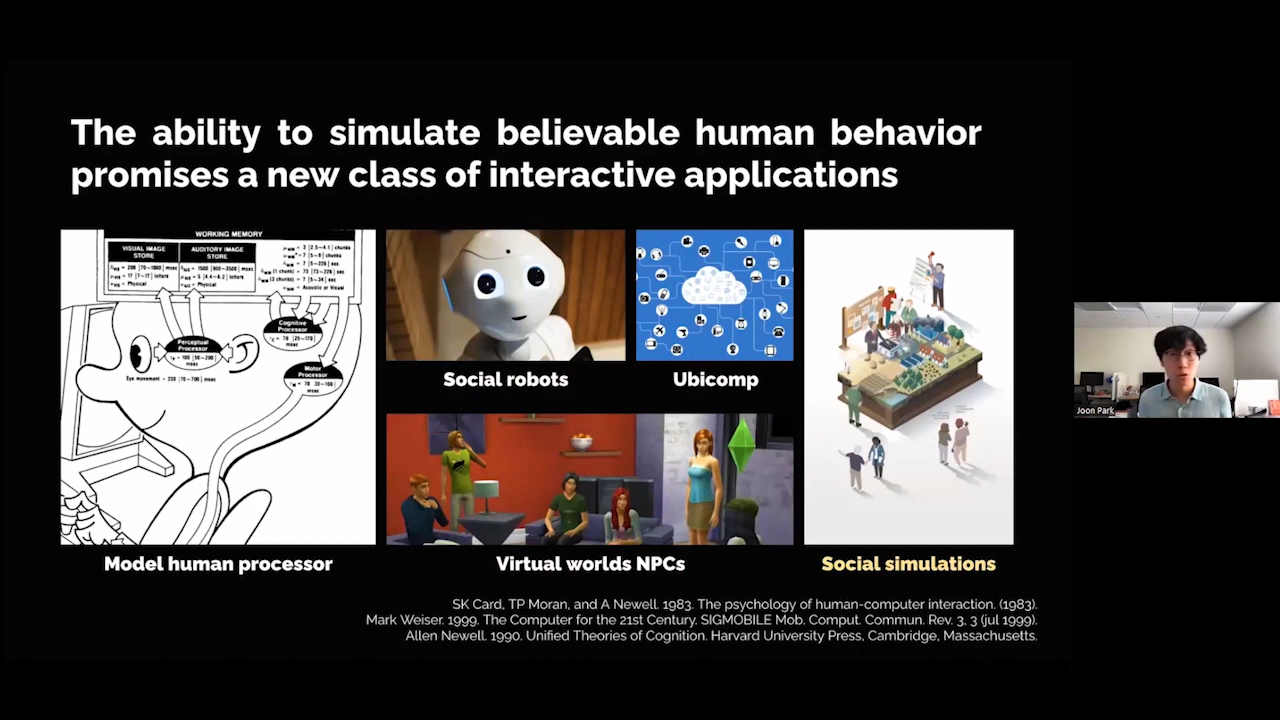 The ability to simulate believable human behavior
promises a new class of interactive applications
WORKING MEMORY
VISUAL IMAGE
STORE
AUDITORY IMAGE
STORE
Cognitive
Processor
Perceptual
Processor
Eye movement = 230 [70~700] msec
Motor
Processor
Social robots
Ubicomp
Model human processor
Virtual worlds NPCs
Social simulations
SK Card, TP Moran, and A Newell. 1983. The psychology of human-computer interaction. (1983).
Mark Weiser. 1999. The Computer for the 21st Century. SIGMOBILE Mob. Comput. Commun. Rev. 3, 3 (jul 1999).
Allen Newell. 1990. Unified Theories of Cognition. Harvard University Press, Cambridge, Massachusetts.
Joon Park